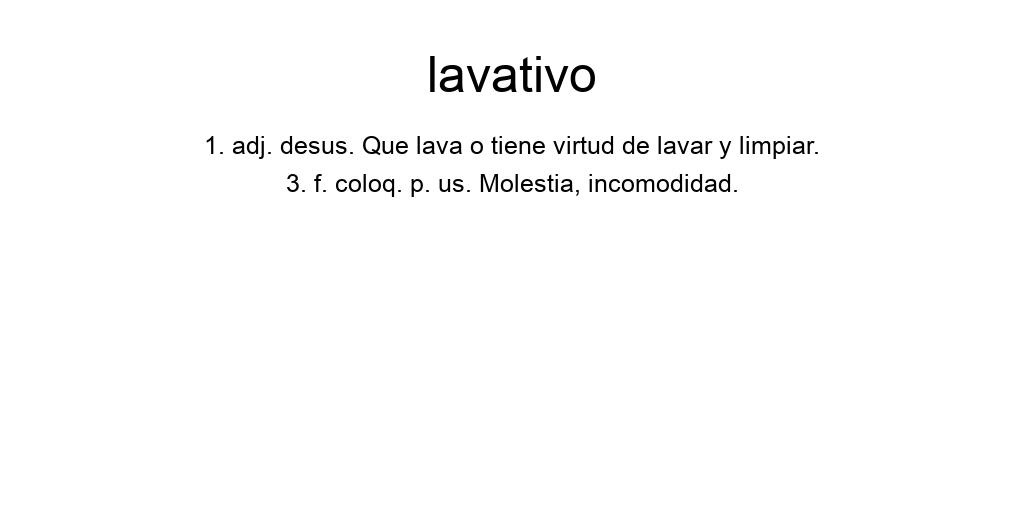 lavativo
1. adj. desus. Que lava o tiene virtud de lavar y limpiar.
3. f. coloq. p. us. Molestia, incomodidad.